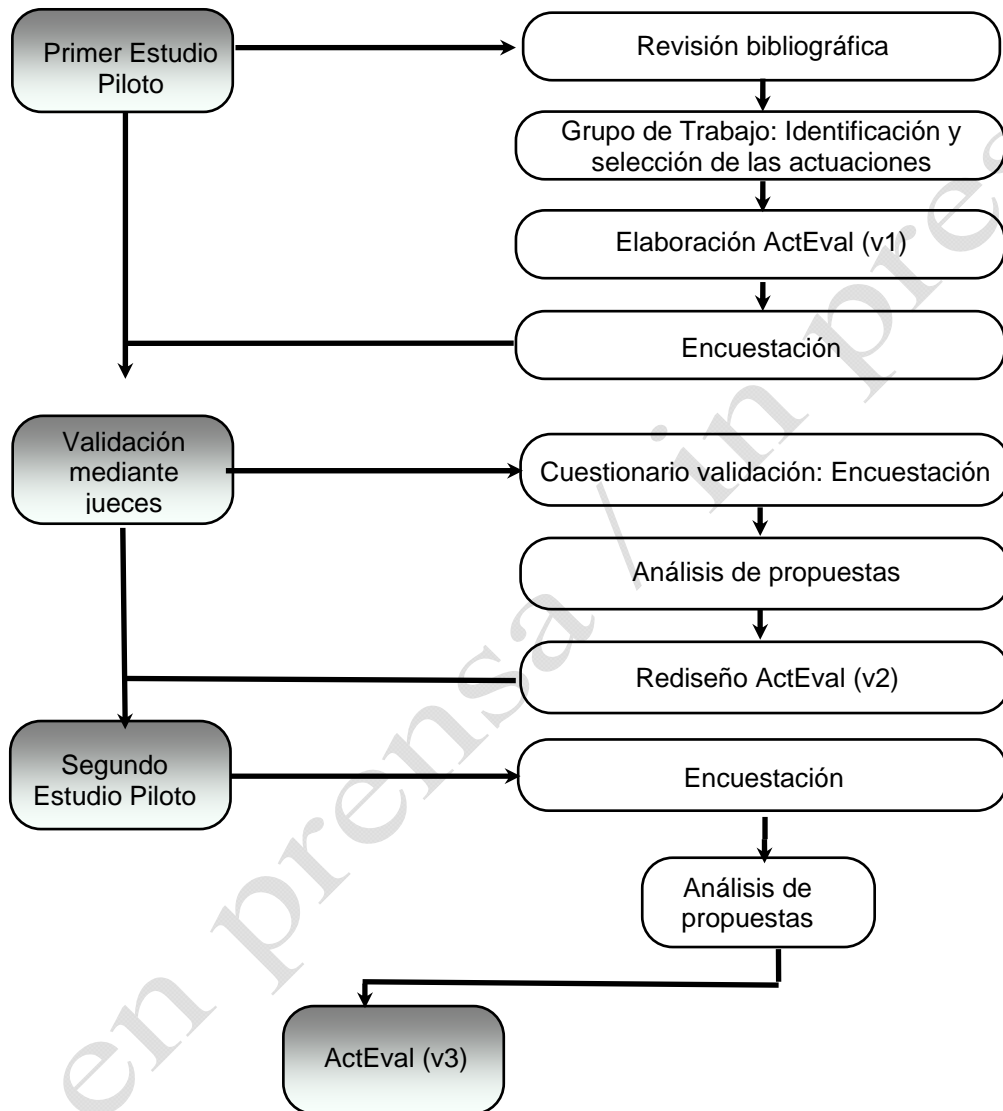 Primer Estudio
Piloto
Revisión bibliográfica
Grupo de Trabajo: Identificación y
selección de las actuaciones
Elaboración ActEval (v1)
Encuestación
Validación
mediante
jueces
Cuestionario validación: Encuestación
Análisis de propuestas
Rediseño ActEval (v2)
Segundo
Estudio Piloto
Encuestación
Análisis de
propuestas
ActEval (v3)
en prensa / in press